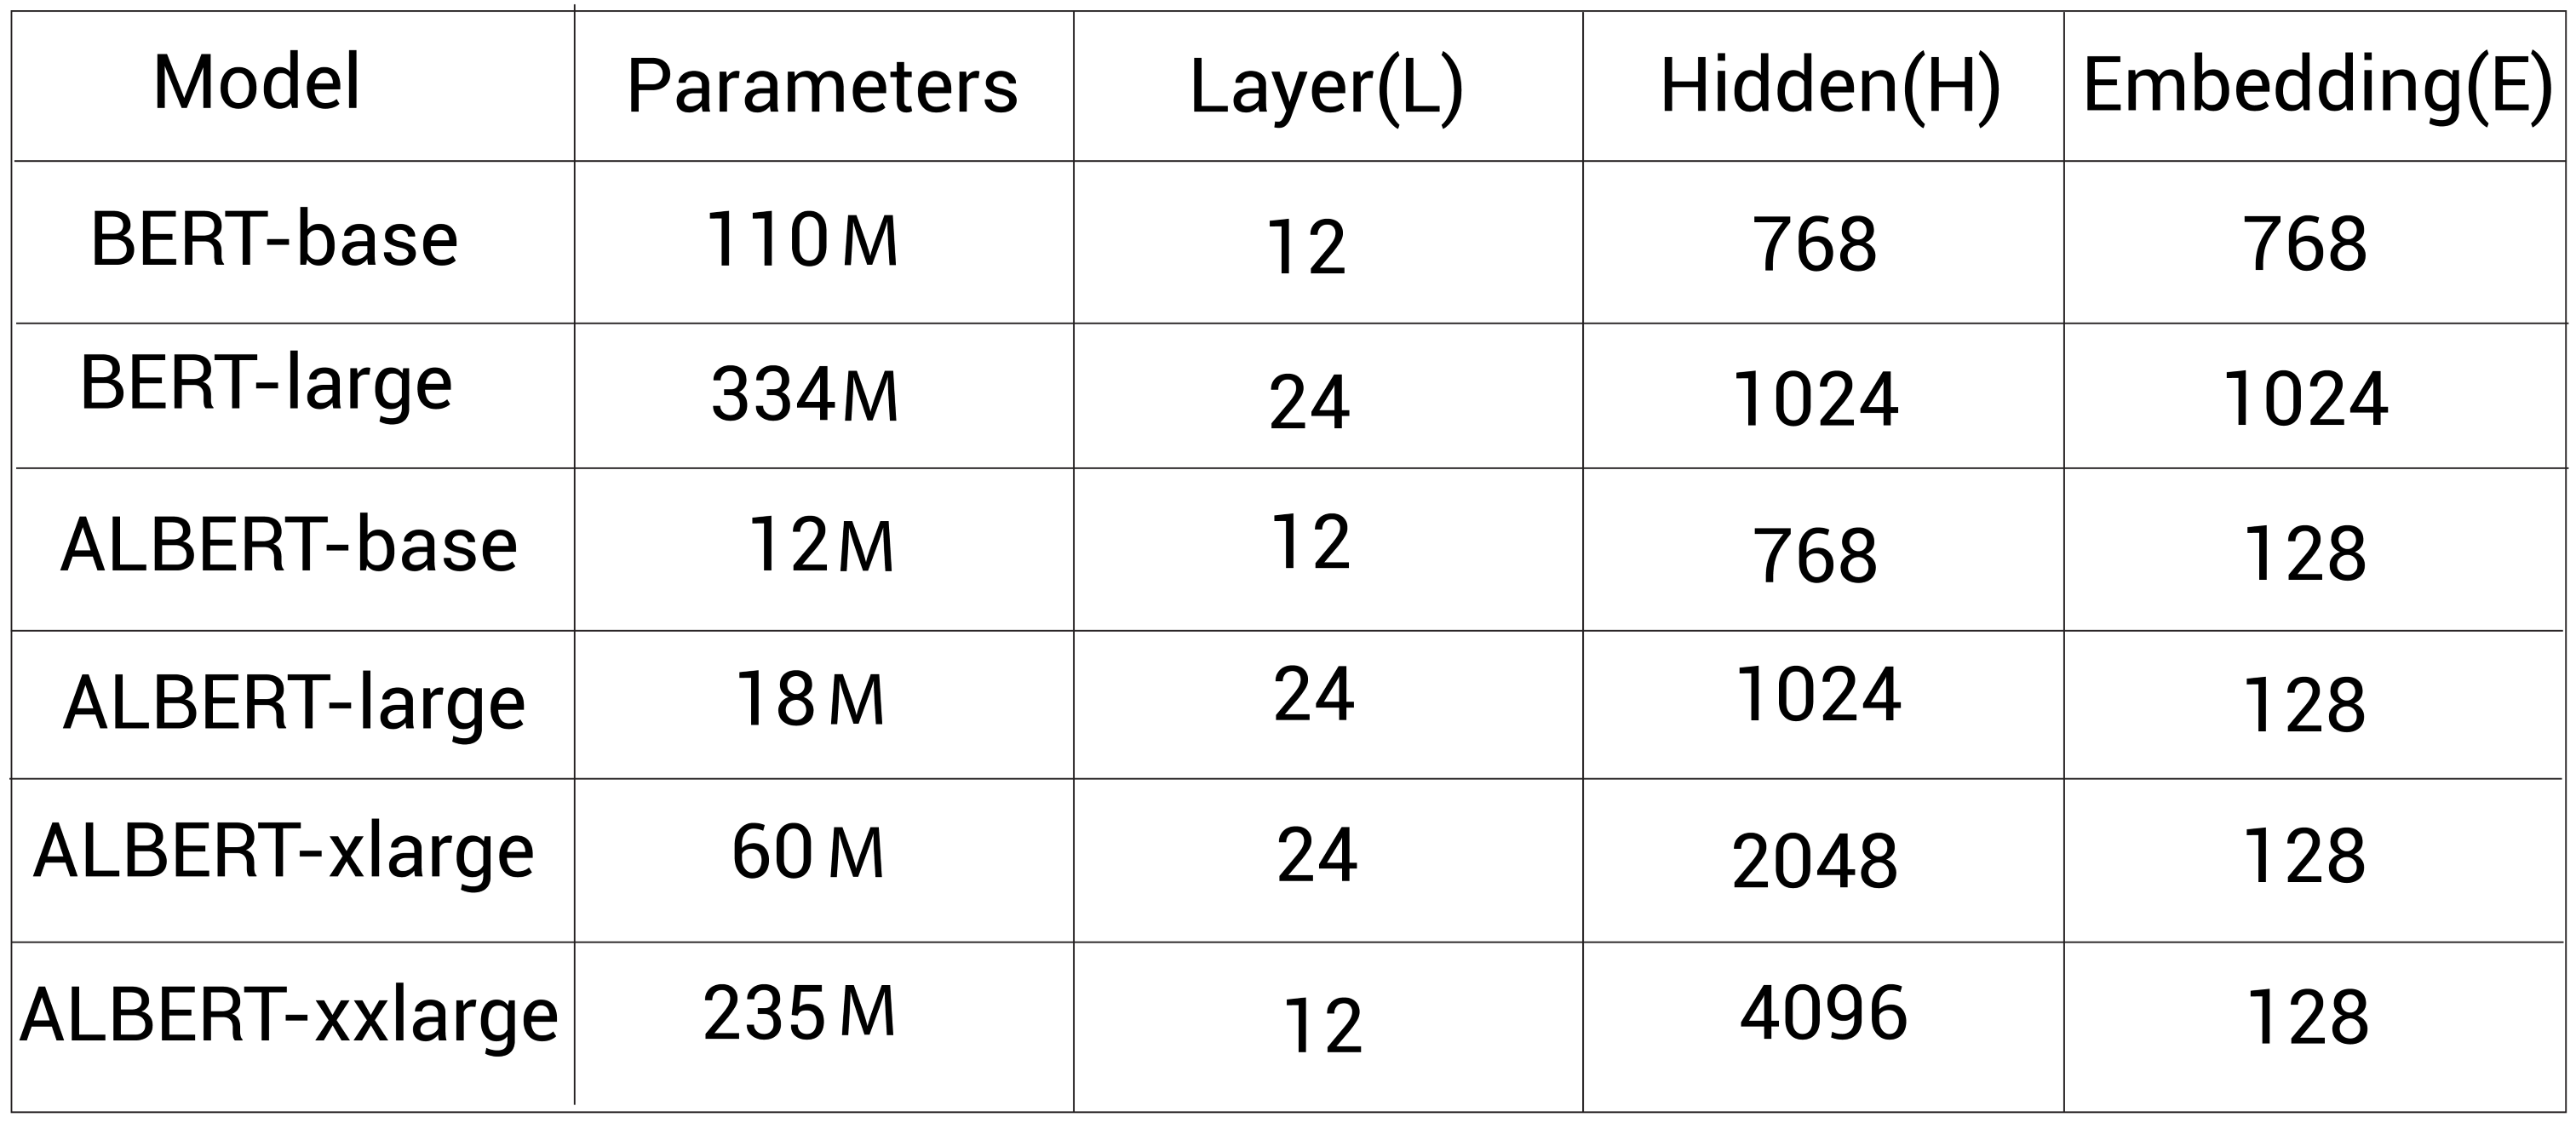 Model Parameters Layer(L) Hidden(H) Embedding(E)
BERT-base 110 M 12 768 768
BERT-large 334 M 24 1024 1024
ALBERT-base 12 M 12 768 128
ALBERT-large 18 M 24 1024 128
ALBERT-xlarge 60 M 24 2048 128
ALBERT-xxlarge 235 M 12 4096 128